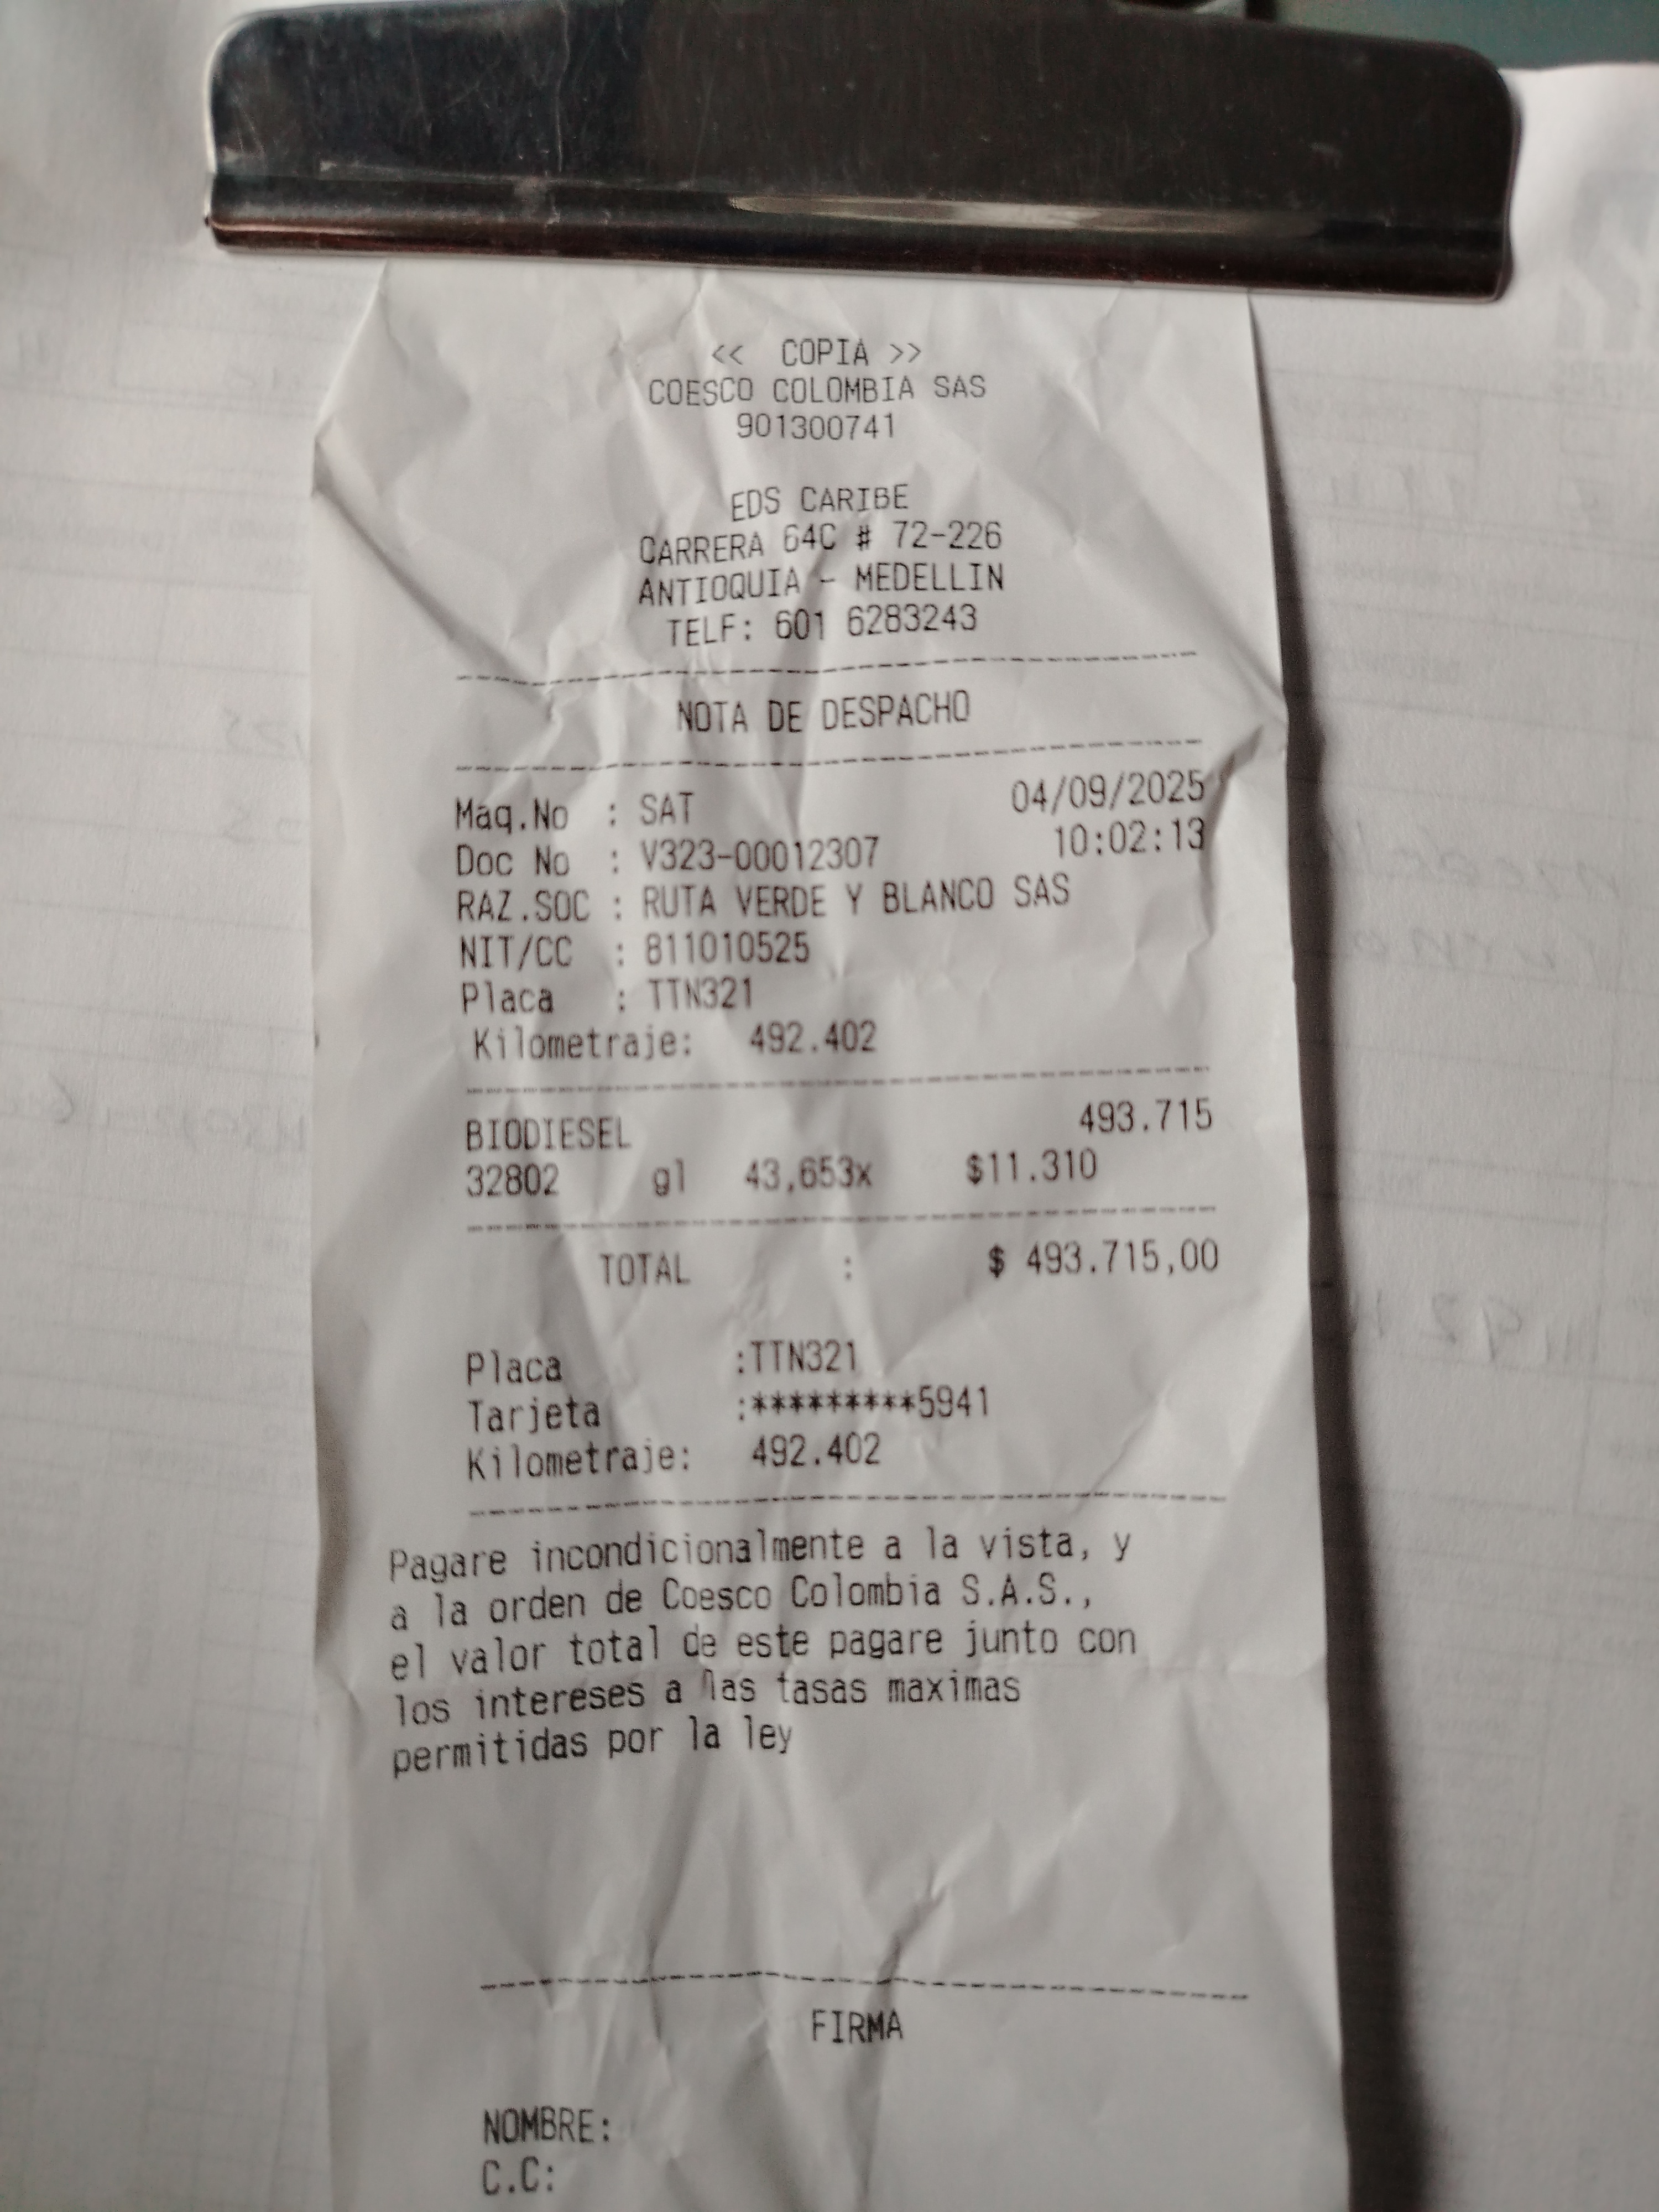 << COPIA >>
COESCO COLOMBIA SAS
901300741
EDS CARIBE
CARRERA 64C # 72-226
ANTIOQUIA - MEDELLIN
TELF: 601 6283243
NOTA DE DESPACHO
Maq.No : SAT 04/09/2025
Doc No : V323-00012307 10:02:13
RAZ.SOC : RUTA VERDE Y BLANCO SAS
NIT/CC : 811010525
Placa : TTN321
Kilometraje: 492.402
BIODIESEL 493.715
32802 gl 43,653x $11.310
TOTAL : $ 493.715,00
Placa :TTN321
Tarjeta :*********5941
Kilometraje: 492.402
Pagare incondicionalmente a la vista, y
a la orden de Coesco Colombia S.A.S.,
el valor total de este pagare junto con
los intereses a las tasas maximas
permitidas por la ley
FIRMA
NOMBRE:
C.C: